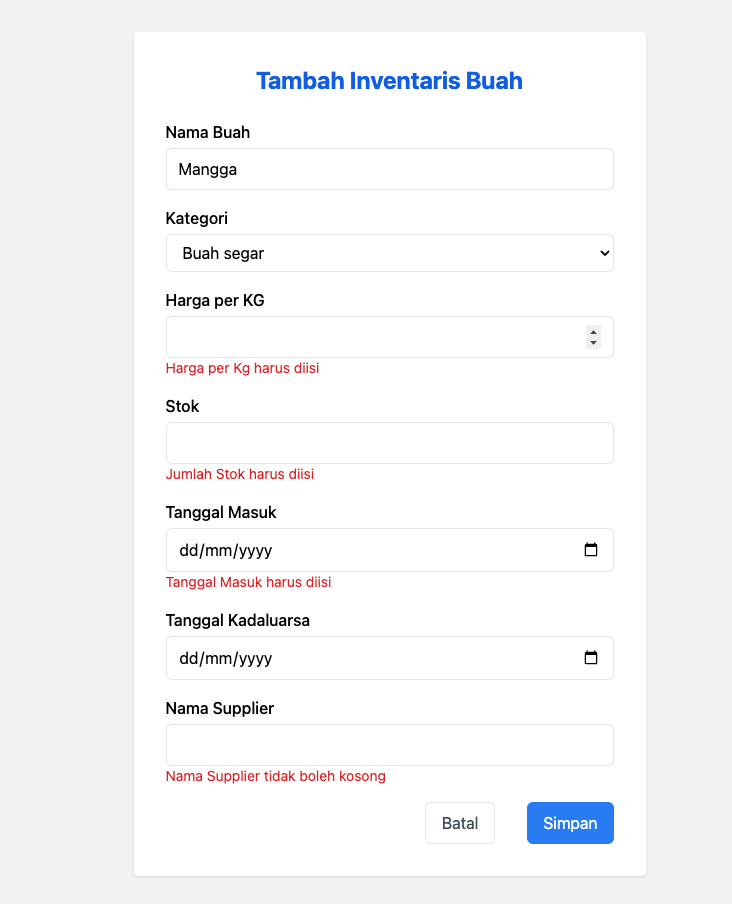 Tambah Inventaris Buah
Nama Buah
Mangga
Kategori
Buah segar
Harga per KG
Harga per Kg harus diisi
Stok
Jumlah Stok harus diisi
Tanggal Masuk
dd/mm/yyyy
Tanggal Masuk harus diisi
Tanggal Kadaluarsa
dd/mm/yyyy
Nama Supplier
Nama Supplier tidak boleh kosong
Batal
Simpan